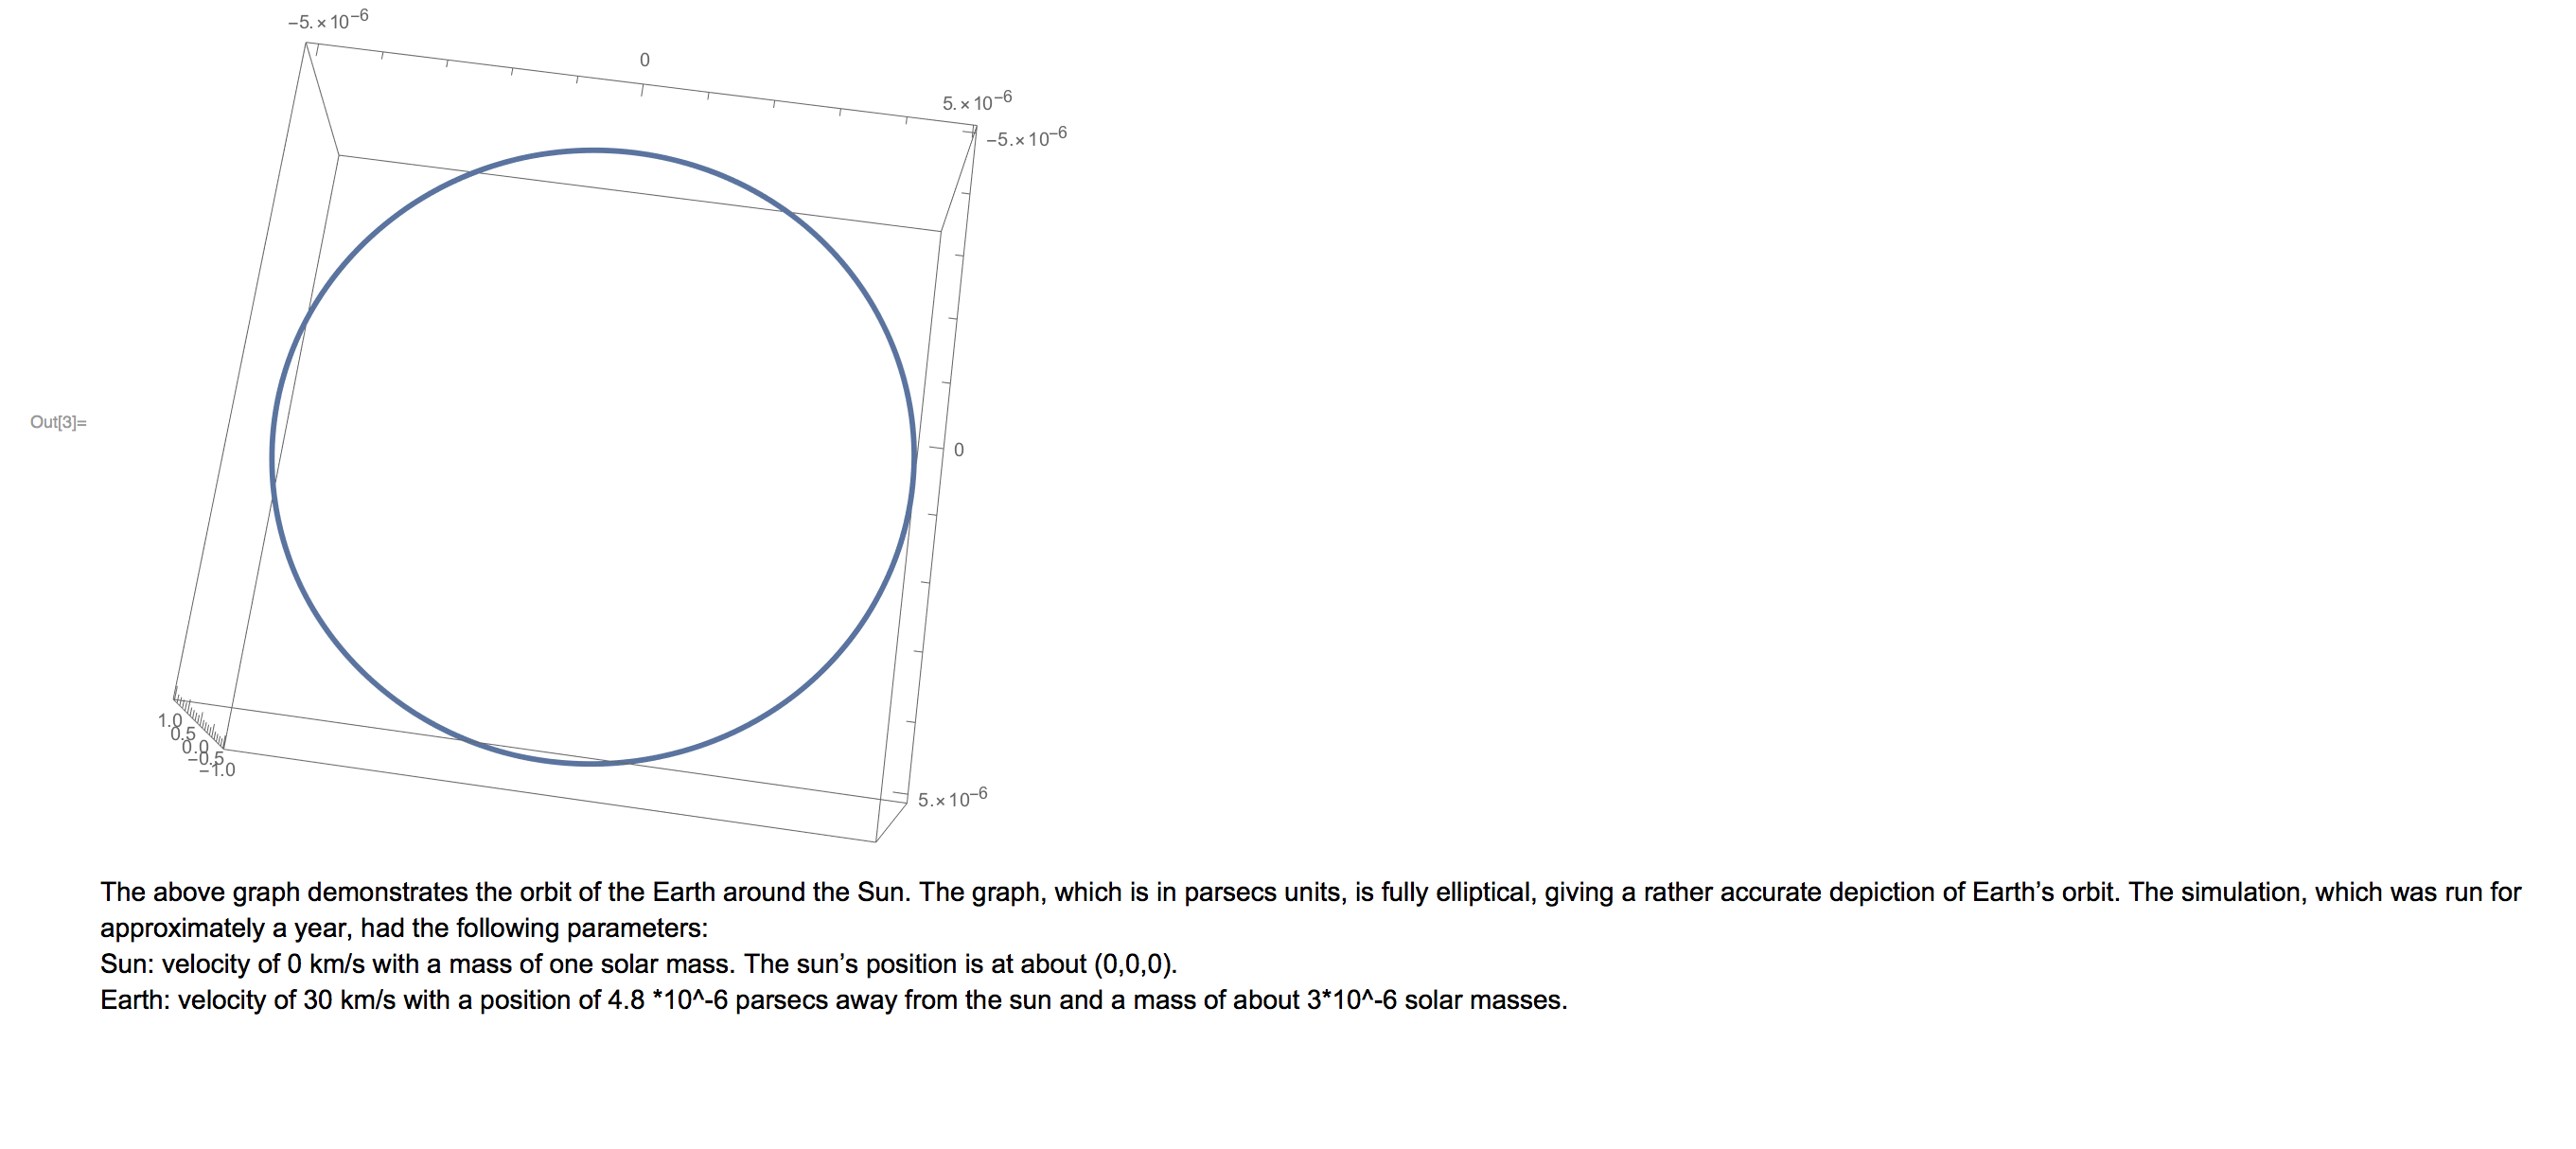 −5.×10−6
0
5.×10−6
−5.×10−6
Out[3]=
0
1.0
0.5
0.0
−0.5
−1.0
5.×10−6
The above graph demonstrates the orbit of the Earth around the Sun. The graph, which is in parsecs units, is fully elliptical, giving a rather accurate depiction of Earth’s orbit. The simulation, which was run for
approximately a year, had the following parameters:
Sun: velocity of 0 km/s with a mass of one solar mass. The sun’s position is at about (0,0,0).
Earth: velocity of 30 km/s with a position of 4.8 *10^-6 parsecs away from the sun and a mass of about 3*10^-6 solar masses.